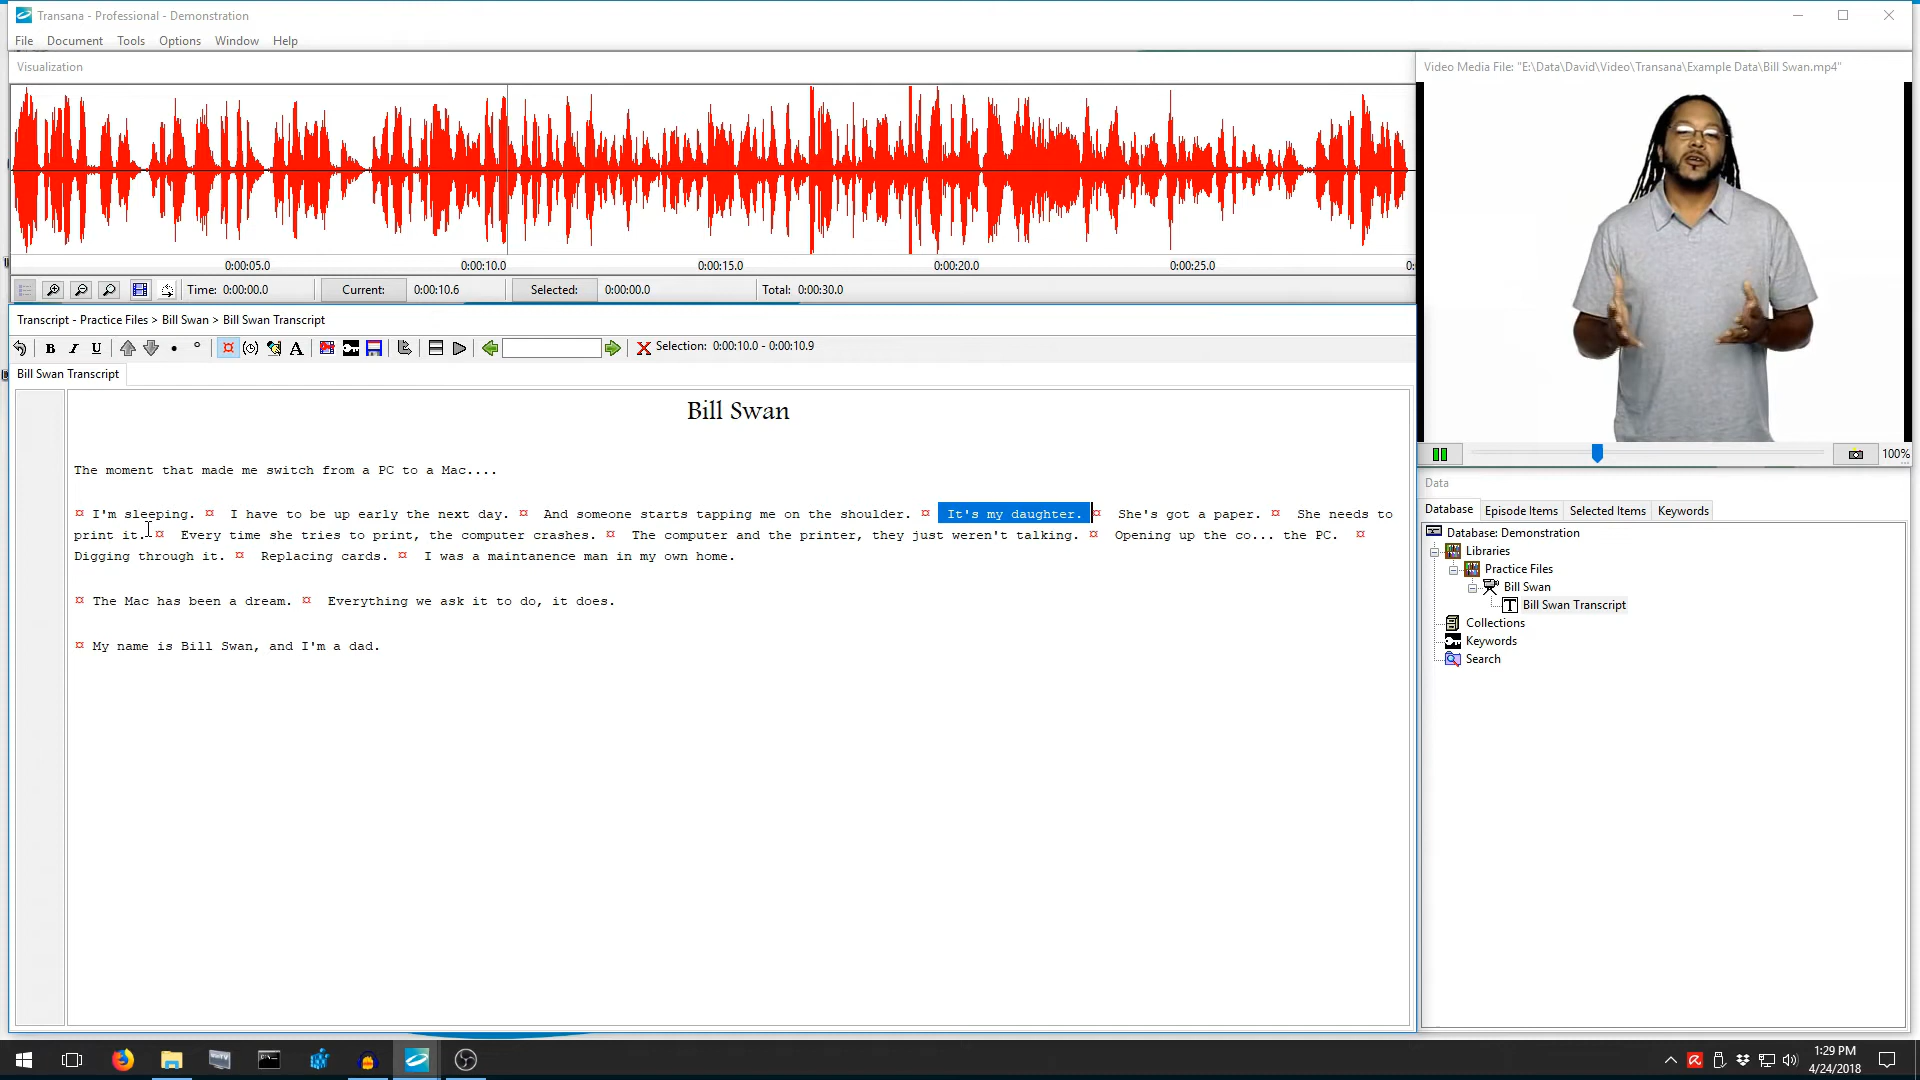 Transana - Professional - Demonstration
File Document Tools Options Window Help
Visualization
0:00:05.0 0:00:10.0 0:00:15.0 0:00:20.0 0:00:25.0 0:
Time: 0:00:00.0 Current: 0:00:10.6 Selected: 0:00:00.0 Total: 0:00:30.0
Transcript - Practice Files > Bill Swan > Bill Swan Transcript
B I U A Selection: 0:00:10.0 - 0:00:10.9
Bill Swan Transcript
Bill Swan
The moment that made me switch from a PC to a Mac....
¤ I'm sleeping. ¤ I have to be up early the next day. ¤ And someone starts tapping me on the shoulder. ¤ It's my daughter. ¤ She's got a paper. ¤ She needs to
print it. ¤ Every time she tries to print, the computer crashes. ¤ The computer and the printer, they just weren't talking. ¤ Opening up the co... the PC. ¤
Digging through it. ¤ Replacing cards. ¤ I was a maintanence man in my own home.
¤ The Mac has been a dream. ¤ Everything we ask it to do, it does.
¤ My name is Bill Swan, and I'm a dad.
Video Media File: "E:\Data\David\Video\Transana\Example Data\Bill Swan.mp4"
100%
Data
Database Episode Items Selected Items Keywords
Database: Demonstration
Libraries
Practice Files
Bill Swan
T Bill Swan Transcript
Collections
Keywords
Search
1:29 PM
4/24/2018